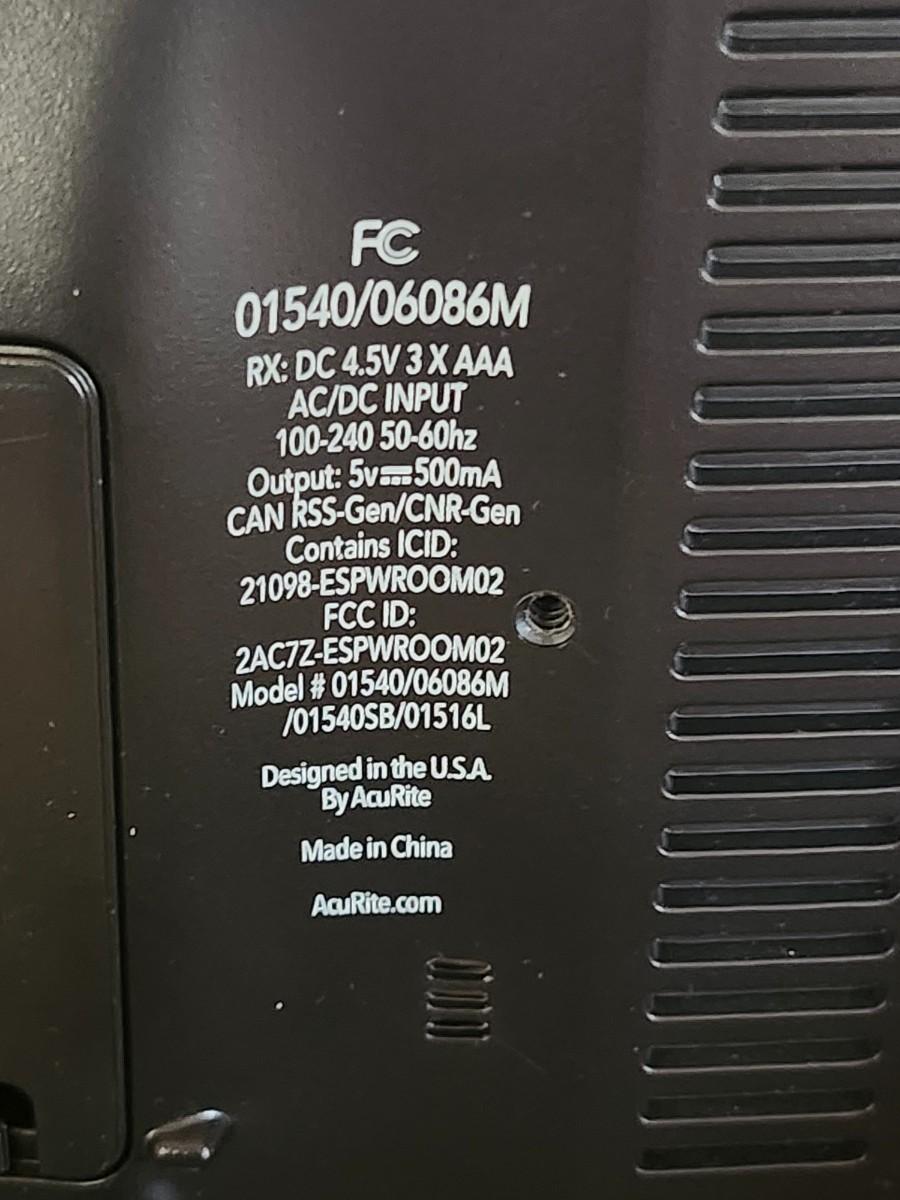 FC
01540/06086M
RX: DC 4.5V 3 X AAA
AC/DC INPUT
100-240 50-60hz
Output: 5v⎓500mA
CAN RSS-Gen/CNR-Gen
Contains ICID:
21098-ESPWROOM02
FCC ID:
2AC7Z-ESPWROOM02
Model # 01540/06086M
/01540SB/01516L
Designed in the U.S.A.
By AcuRite
Made in China
AcuRite.com